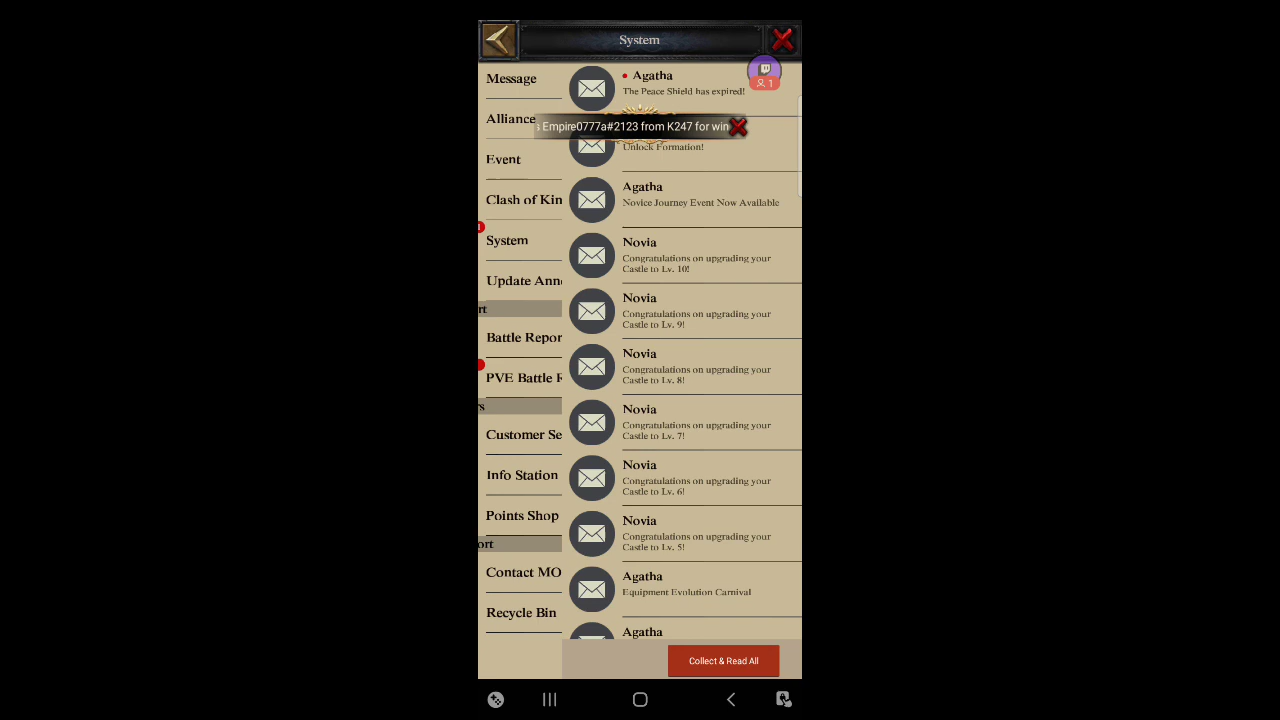 System
Message
Alliance
Event
Clash of Kin
System
Update Ann
rt
Battle Repor
PVE Battle R
rs
Customer Se
Info Station
Points Shop
ort
Contact MO
Recycle Bin
1
Agatha
The Peace Shield has expired!
s Empire0777a#2123 from K247 for win
Unlock Formation!
Agatha
Novice Journey Event Now Available
Novia
Congratulations on upgrading your
Castle to Lv. 10!
Novia
Congratulations on upgrading your
Castle to Lv. 9!
Novia
Congratulations on upgrading your
Castle to Lv. 8!
Novia
Congratulations on upgrading your
Castle to Lv. 7!
Novia
Congratulations on upgrading your
Castle to Lv. 6!
Novia
Congratulations on upgrading your
Castle to Lv. 5!
Agatha
Equipment Evolution Carnival
Agatha
Collect & Read All